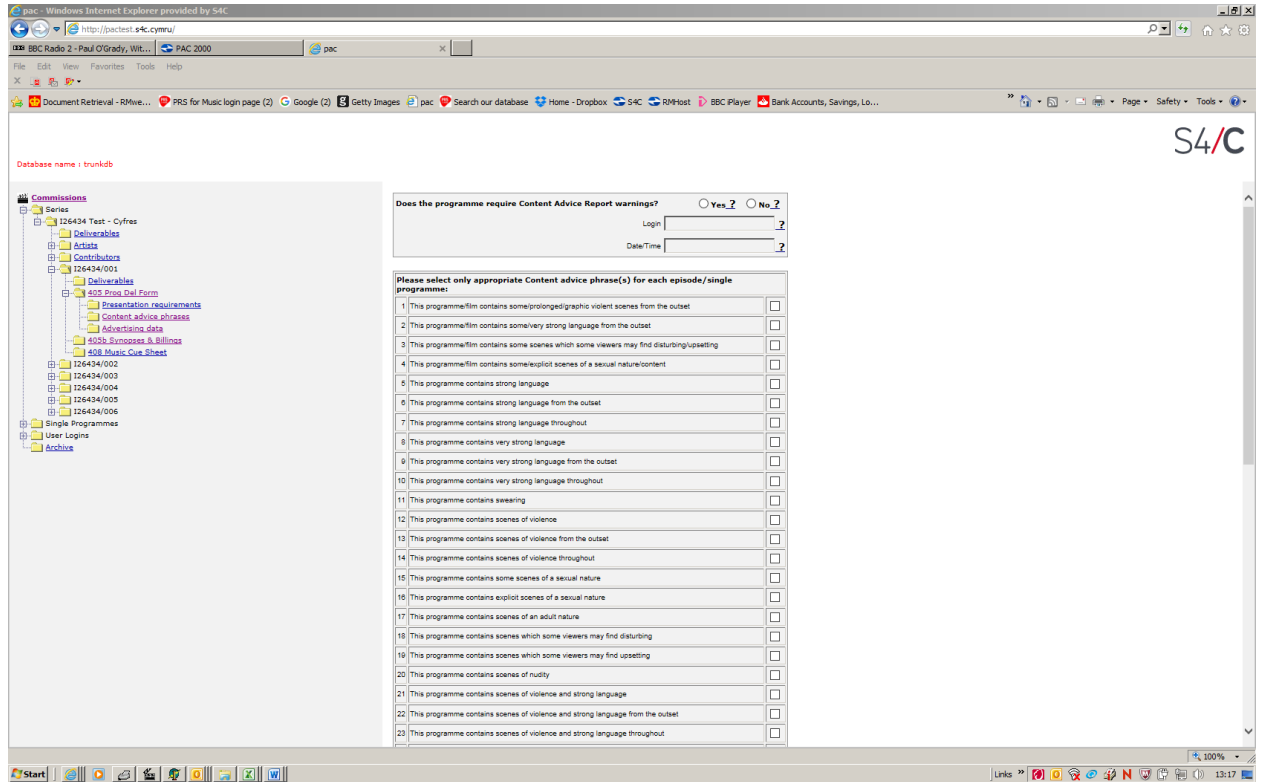 pac - Windows Internet Explorer provided by S4C
http://pactest.s4c.cymru/
BBC Radio 2 - Paul O'Grady, Wit... PAC 2000 pac
File Edit View Favorites Tools Help
Document Retrieval - RMwe... PRS for Music login page (2) Google (2) Getty Images pac Search our database Home - Dropbox S4C RMHost BBC iPlayer Bank Accounts, Savings, Lo... Page Safety Tools
S4/C
Database name : trunkdb
Commissions
Series
I26434 Test - Cyfres
Deliverables
Artists
Contributors
I26434/001
Deliverables
405 Prog Del Form
Presentation requirements
Content advice phrases
Advertising data
405b Synopses & Billings
408 Music Cue Sheet
I26434/002
I26434/003
I26434/004
I26434/005
I26434/006
Single Programmes
User Logins
Archive
Does the programme require Content Advice Report warnings? Yes ? No ?
Login ?
Date/Time ?
Please select only appropriate Content advice phrase(s) for each episode/single
programme:
1 This programme/film contains some/prolonged/graphic violent scenes from the outset
2 This programme/film contains some/very strong language from the outset
3 This programme/film contains some scenes which some viewers may find disturbing/upsetting
4 This programme/film contains some/explicit scenes of a sexual nature/content
5 This programme contains strong language
6 This programme contains strong language from the outset
7 This programme contains strong language throughout
8 This programme contains very strong language
9 This programme contains very strong language from the outset
10 This programme contains very strong language throughout
11 This programme contains swearing
12 This programme contains scenes of violence
13 This programme contains scenes of violence from the outset
14 This programme contains scenes of violence throughout
15 This programme contains some scenes of a sexual nature
16 This programme contains explicit scenes of a sexual nature
17 This programme contains scenes of an adult nature
18 This programme contains scenes which some viewers may find disturbing
19 This programme contains scenes which some viewers may find upsetting
20 This programme contains scenes of nudity
21 This programme contains scenes of violence and strong language
22 This programme contains scenes of violence and strong language from the outset
23 This programme contains scenes of violence and strong language throughout
100%
Start Links 13:17